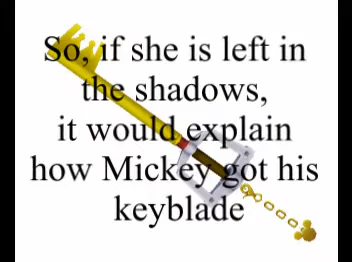 So, if she is left in
the shadows,
it would explain
how Mickey got his
keyblade